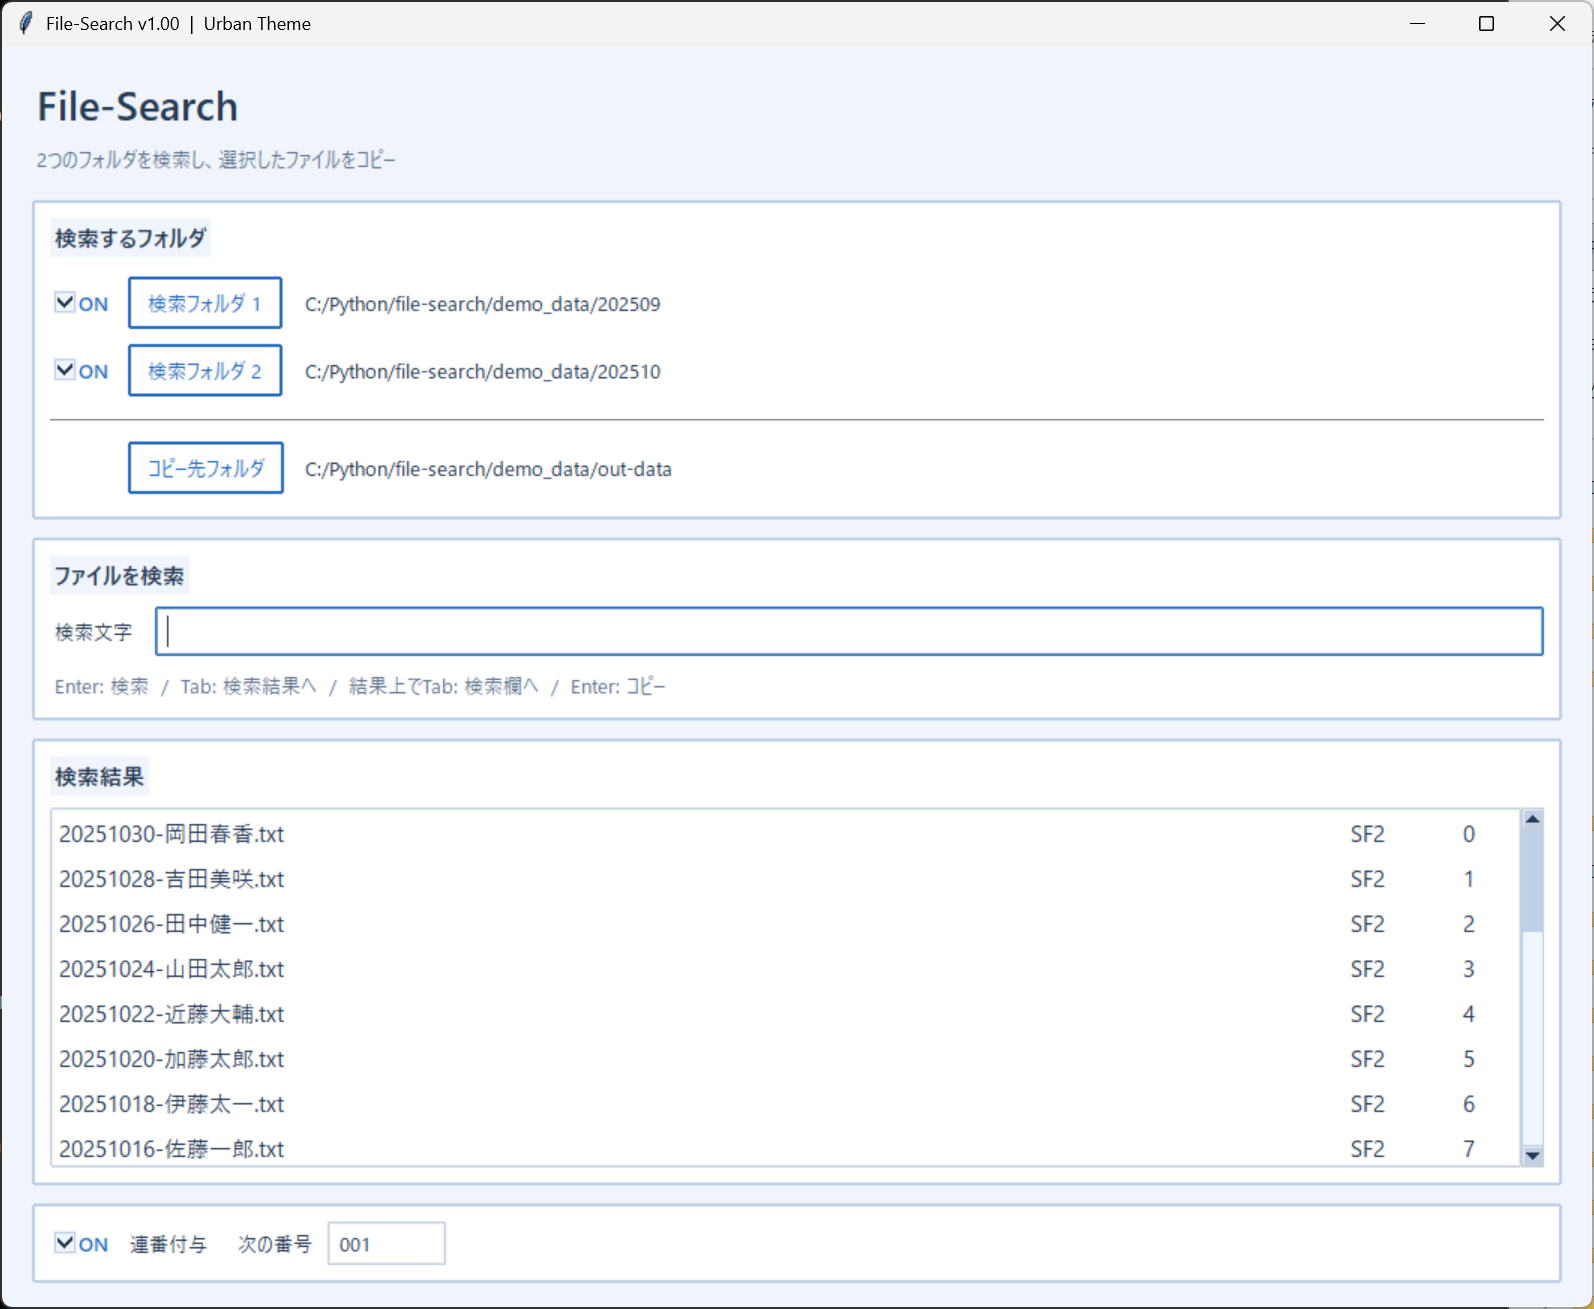 File-Search v1.00 | Urban Theme
File-Search
2つのフォルダを検索し、選択したファイルをコピー
検索するフォルダ
ON 検索フォルダ 1 C:/Python/file-search/demo_data/202509
ON 検索フォルダ 2 C:/Python/file-search/demo_data/202510
コピー先フォルダ C:/Python/file-search/demo_data/out-data
ファイルを検索
検索文字
Enter: 検索 / Tab: 検索結果へ / 結果上でTab: 検索欄へ / Enter: コピー
検索結果
20251030-岡田春香.txt SF2 0
20251028-吉田美咲.txt SF2 1
20251026-田中健一.txt SF2 2
20251024-山田太郎.txt SF2 3
20251022-近藤大輔.txt SF2 4
20251020-加藤太郎.txt SF2 5
20251018-伊藤太一.txt SF2 6
20251016-佐藤一郎.txt SF2 7
ON 連番付与 次の番号 001